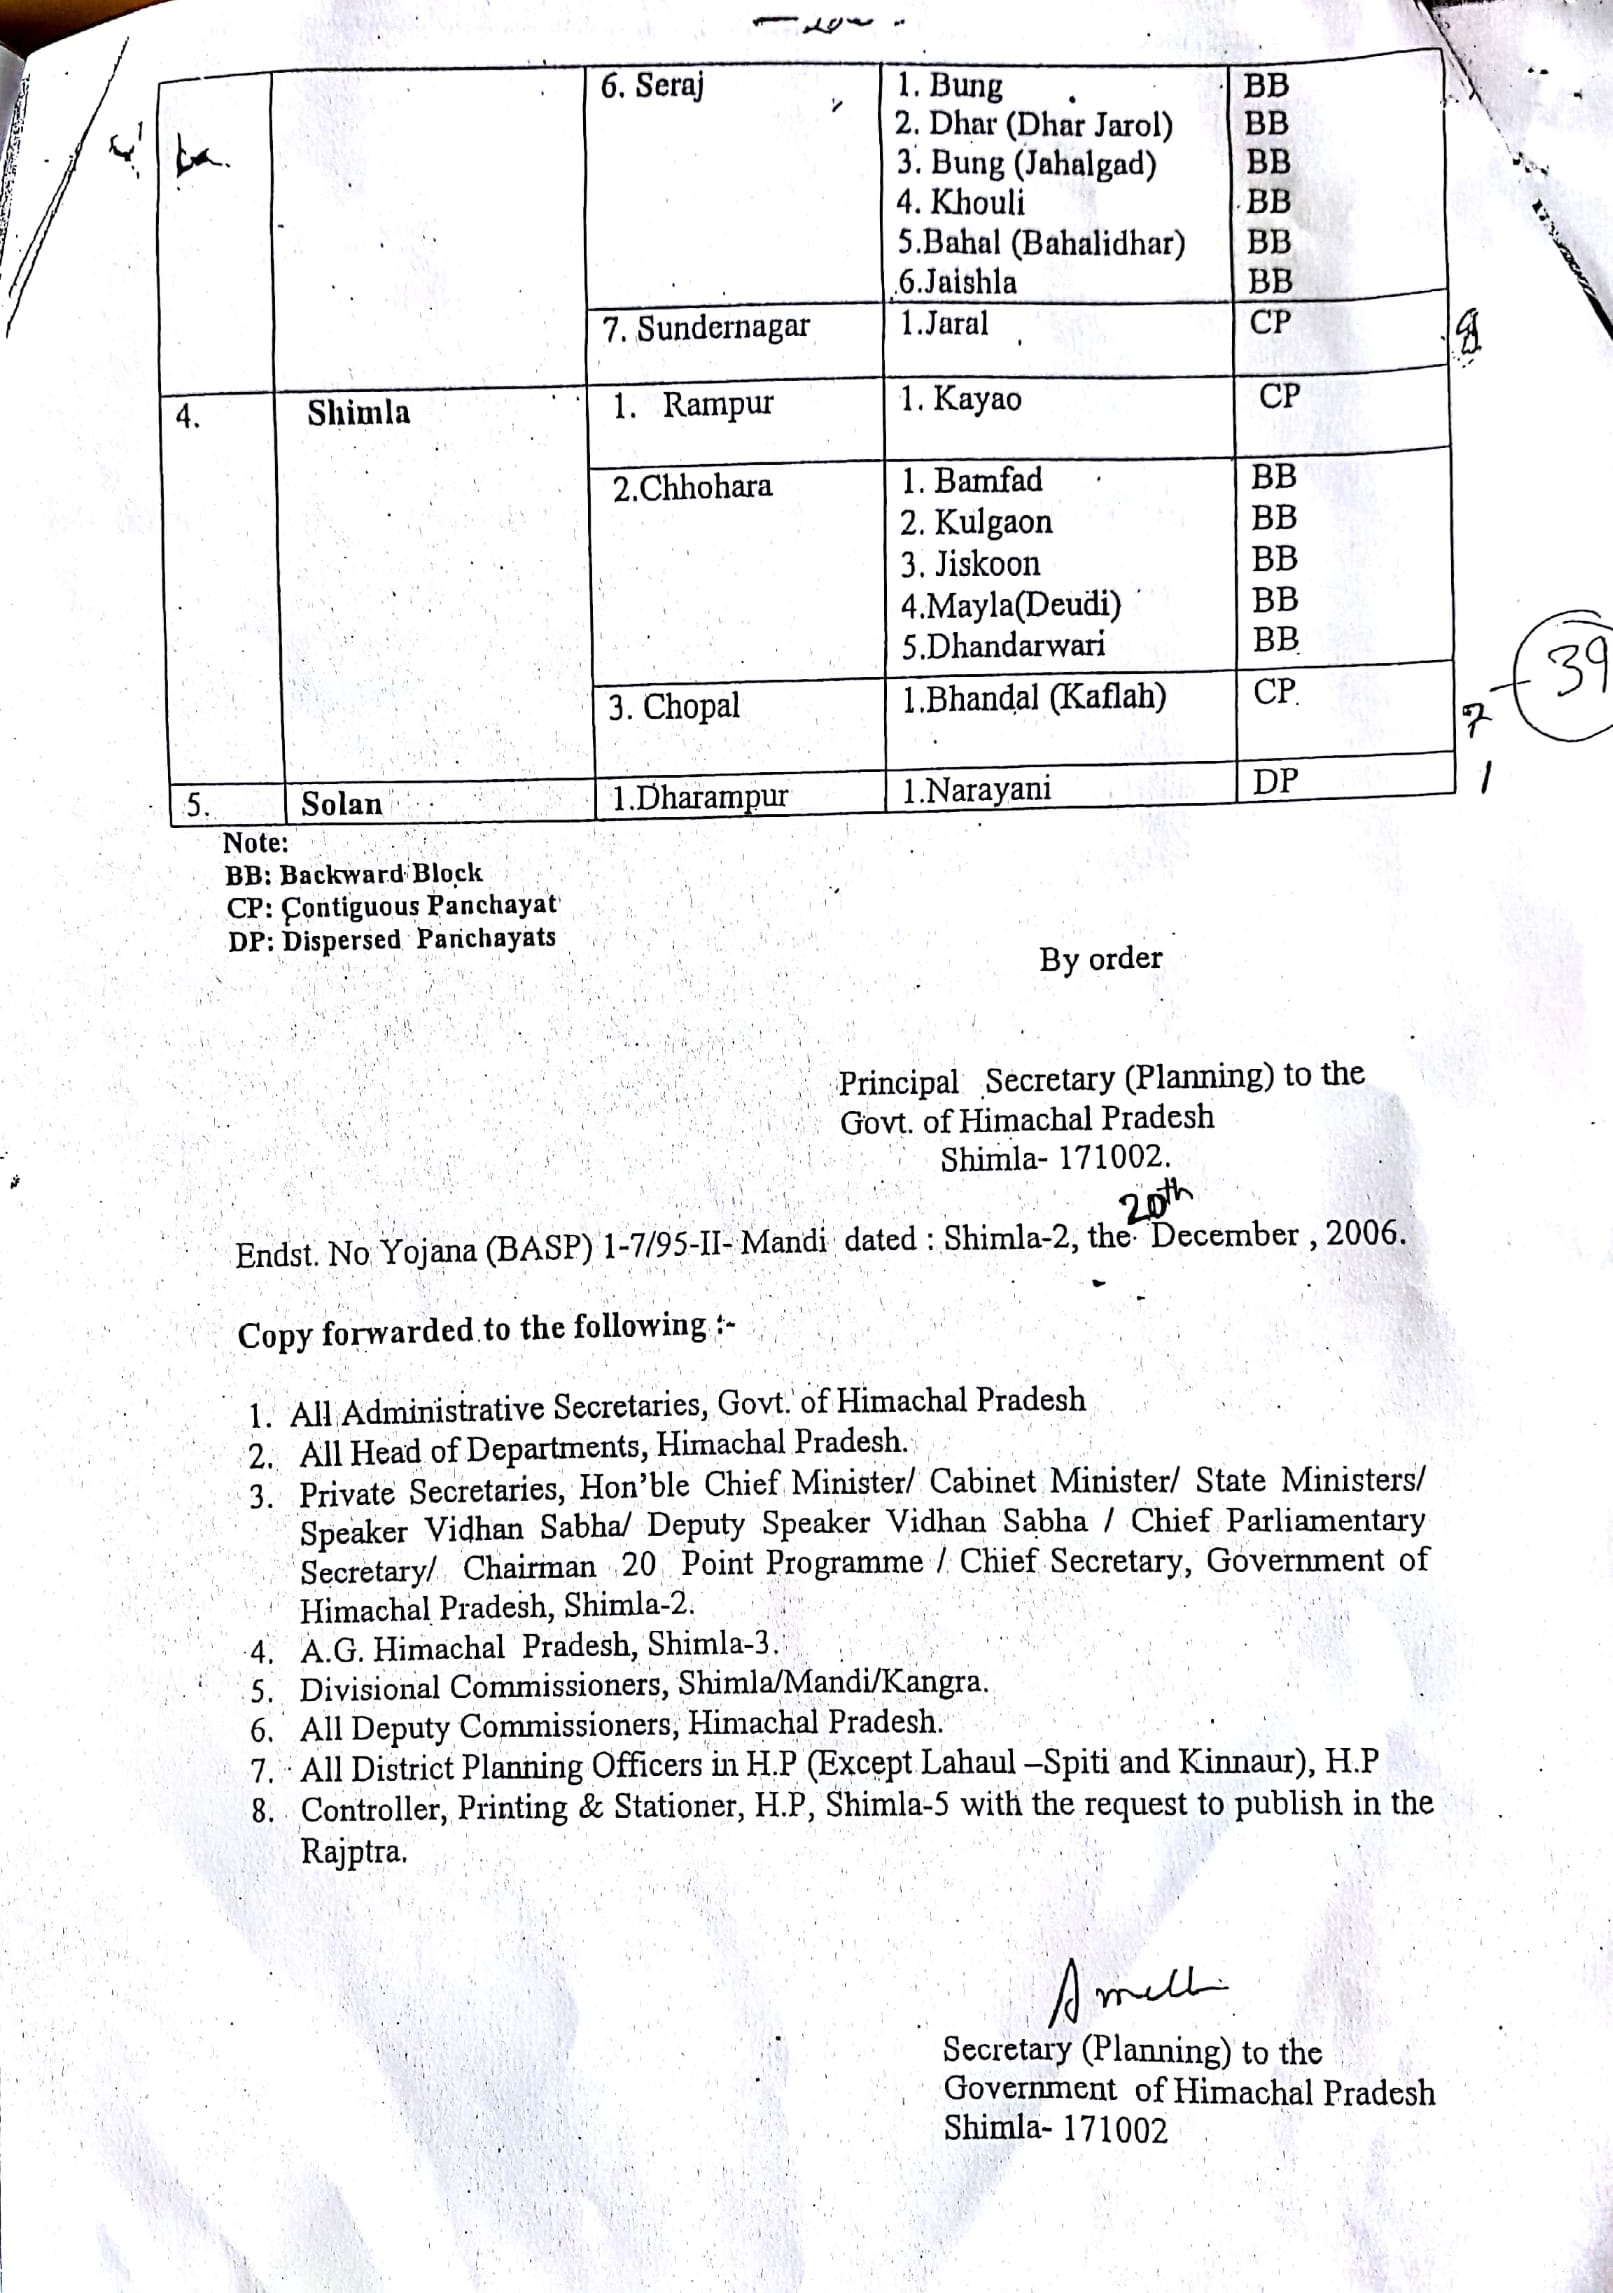 6. Seraj 1. Bung BB
2. Dhar (Dhar Jarol) BB
3. Bung (Jahalgad) BB
4. Khouli BB
5.Bahal (Bahalidhar) BB
6.Jaishla BB
7. Sundernagar 1.Jaral CP
4. Shimla 1. Rampur 1. Kayao CP
2.Chhohara 1. Bamfad BB
2. Kulgaon BB
3. Jiskoon BB
4.Mayla(Deudi) BB
5.Dhandarwari BB
39
3. Chopal 1.Bhandal (Kaflah) CP
7
5. Solan 1.Dharampur 1.Narayani DP 1
Note:
BB: Backward Block
CP: Contiguous Panchayat
DP: Dispersed Panchayats
By order
Principal Secretary (Planning) to the
Govt. of Himachal Pradesh
Shimla- 171002.
20th
Endst. No Yojana (BASP) 1-7/95-II- Mandi dated : Shimla-2, the December , 2006.
Copy forwarded to the following :-
1. All Administrative Secretaries, Govt. of Himachal Pradesh
2. All Head of Departments, Himachal Pradesh.
3. Private Secretaries, Hon'ble Chief Minister/ Cabinet Minister/ State Ministers/
Speaker Vidhan Sabha/ Deputy Speaker Vidhan Sabha / Chief Parliamentary
Secretary/ Chairman 20 Point Programme / Chief Secretary, Government of
Himachal Pradesh, Shimla-2.
4. A.G. Himachal Pradesh, Shimla-3.
5. Divisional Commissioners, Shimla/Mandi/Kangra.
6. All Deputy Commissioners, Himachal Pradesh.
7. All District Planning Officers in H.P (Except Lahaul –Spiti and Kinnaur), H.P
8. Controller, Printing & Stationer, H.P, Shimla-5 with the request to publish in the
Rajptra.
Secretary (Planning) to the
Government of Himachal Pradesh
Shimla- 171002